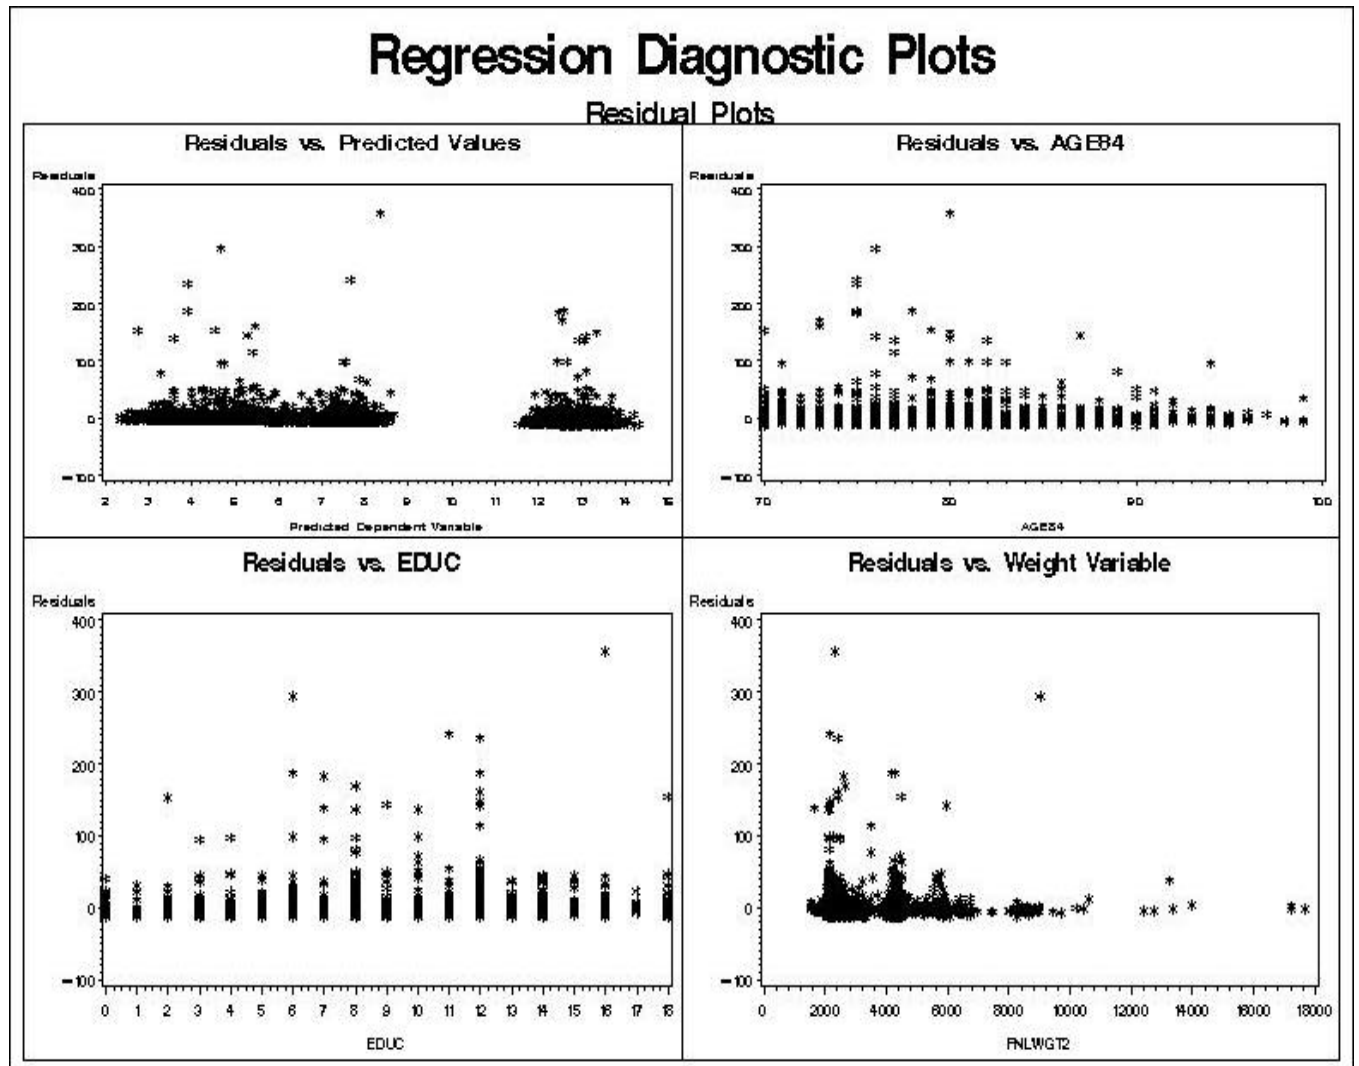 Regression Diagnostic Plots
Residual Plots
Residuals vs. Predicted Values
Residuals
400
300
200
100
0
-100
2 3 4 5 6 7 8 9 10 11 12 13 14 15
Predicted Dependent Variable
Residuals vs. AGE84
Residuals
400
300
200
100
0
-100
70 80 90 100
AGE84
Residuals vs. EDUC
Residuals
400
300
200
100
0
-100
0 1 2 3 4 5 6 7 8 9 10 11 12 13 14 15 16 17 18
EDUC
Residuals vs. Weight Variable
Residuals
400
300
200
100
0
-100
0 2000 4000 6000 8000 10000 12000 14000 16000 18000
FNLWGT2